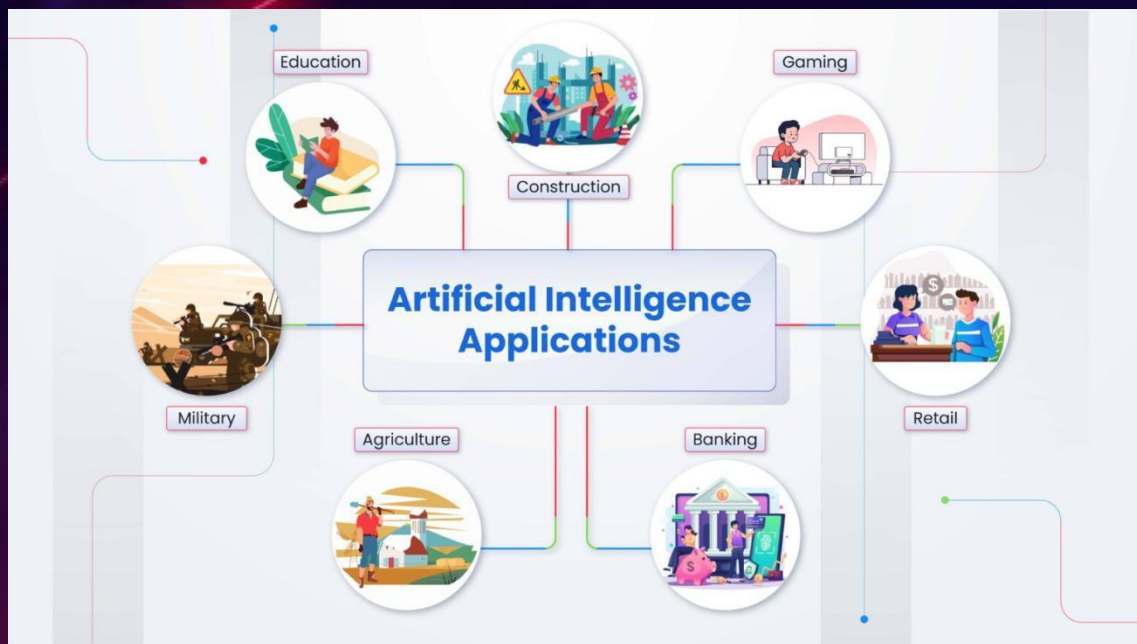 Education
Construction
Gaming
Artificial Intelligence
Applications
Military
Retail
Agriculture
Banking
$
$